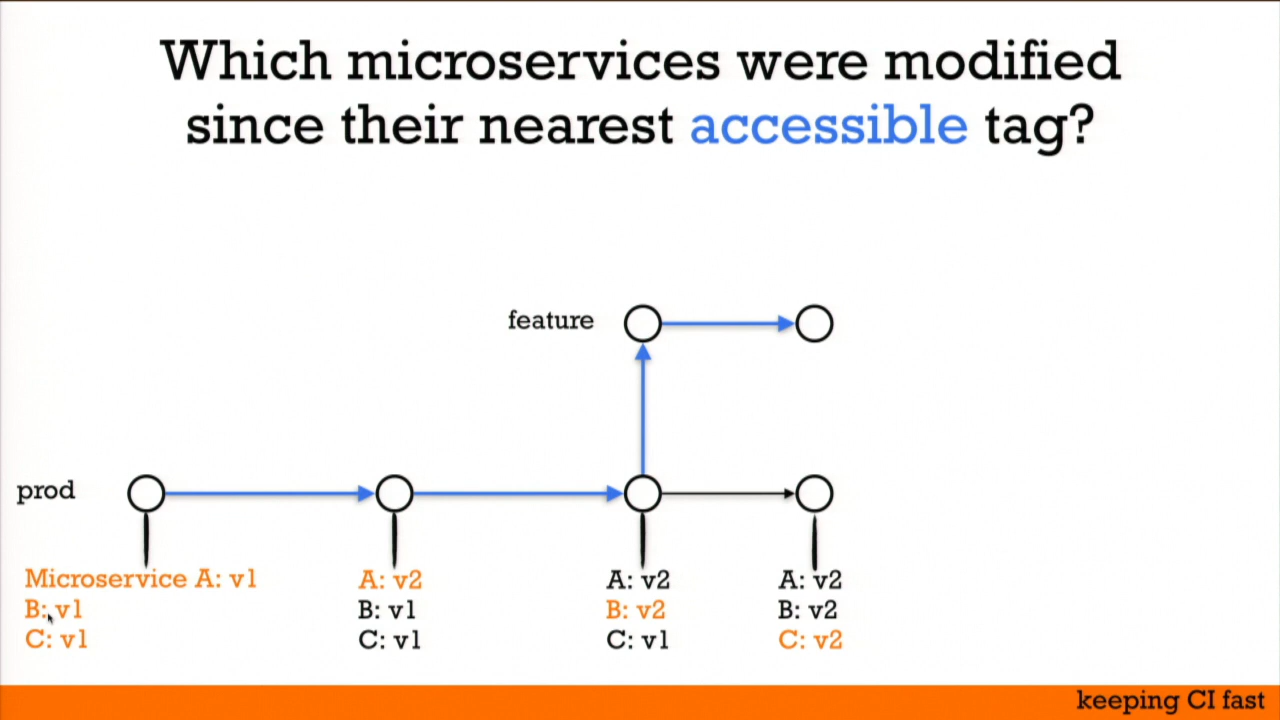 Which microservices were modified
since their nearest accessible tag?
feature
prod
Microservice A: v1
B: v1
C: v1
A: v2
B: v1
C: v1
A: v2
B: v2
C: v1
A: v2
B: v2
C: v2
keeping CI fast